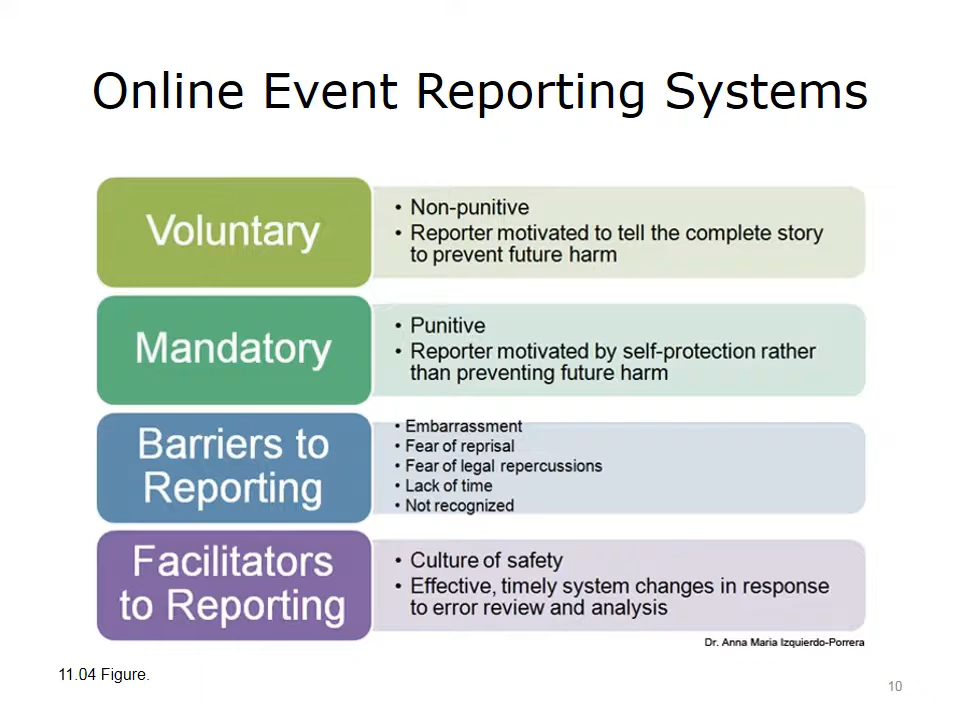 Online Event Reporting Systems
Voluntary
• Non-punitive
• Reporter motivated to tell the complete story
to prevent future harm
Mandatory
• Punitive
• Reporter motivated by self-protection rather
than preventing future harm
Barriers to
Reporting
• Embarrassment
• Fear of reprisal
• Fear of legal repercussions
• Lack of time
• Not recognized
Facilitators
to Reporting
• Culture of safety
• Effective, timely system changes in response
to error review and analysis
Dr. Anna Maria Izquierdo-Porrera
11.04 Figure.
10